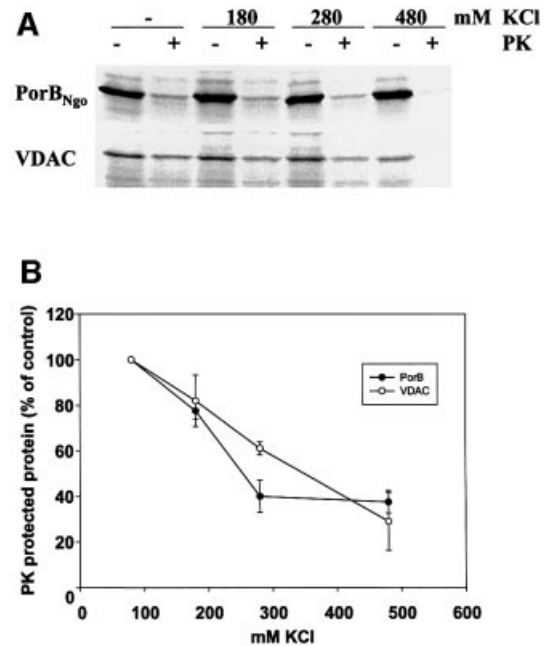 A
- 180 280 480 mM KCl
- + - + - + - + PK
PorB_Ngo
VDAC
B
120
100
80
60
40
20
0
PK protected protein (% of control)
PorB
VDAC
0 100 200 300 400 500 600
mM KCl